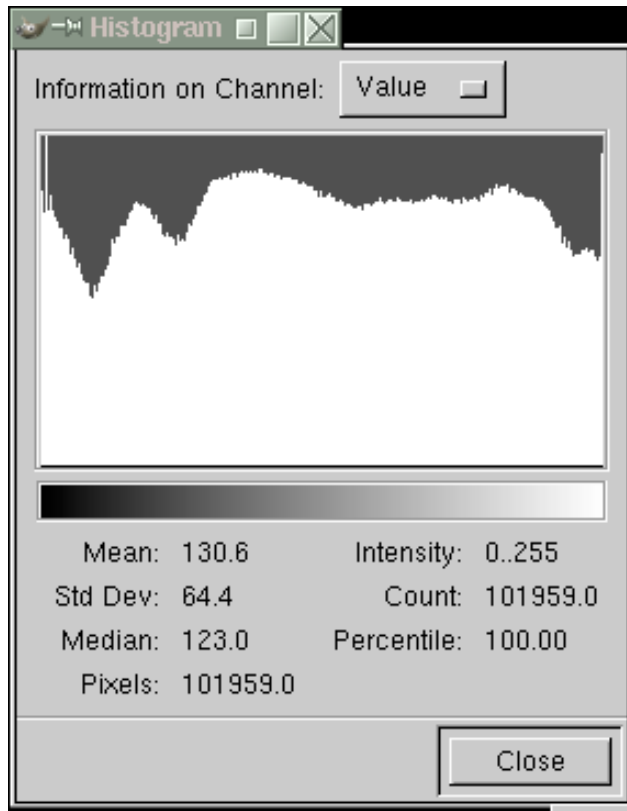 Histogram
Information on Channel: Value
Mean: 130.6 Intensity: 0..255
Std Dev: 64.4 Count: 101959.0
Median: 123.0 Percentile: 100.00
Pixels: 101959.0
Close